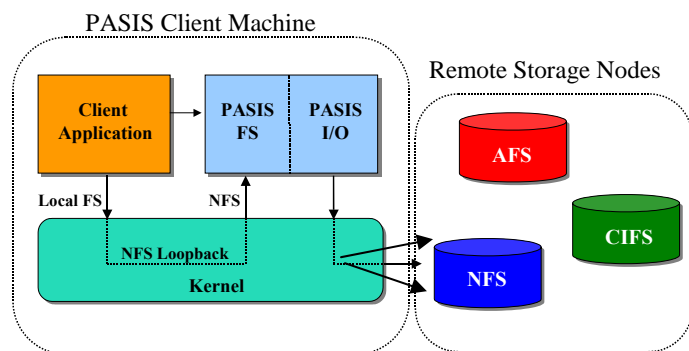 PASIS Client Machine
Remote Storage Nodes
Client
Application
PASIS
FS
PASIS
I/O
AFS
Local FS
NFS
CIFS
NFS Loopback
NFS
Kernel